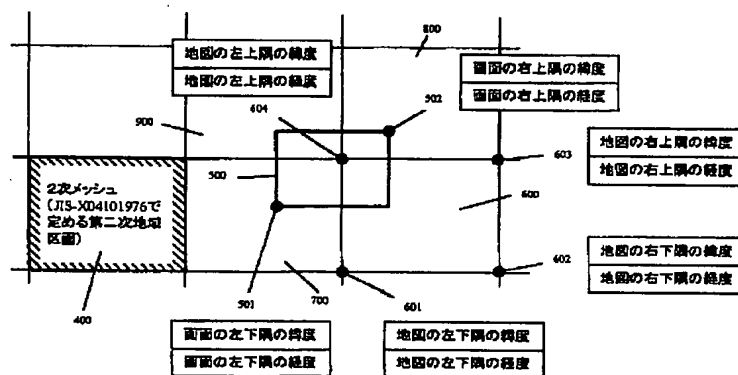 800
地図の左上隅の緯度
地図の左上隅の経度
画面の右上隅の緯度
画面の右上隅の経度
604
502
900
地図の右上隅の緯度
地図の右上隅の経度
603
500
2次メッシュ
(JIS-X04101976で
定める第二次地域
区画)
600
地図の右下隅の緯度
地図の右下隅の経度
602
400
501
700
601
画面の左下隅の緯度
画面の左下隅の経度
地図の左下隅の緯度
地図の左下隅の経度